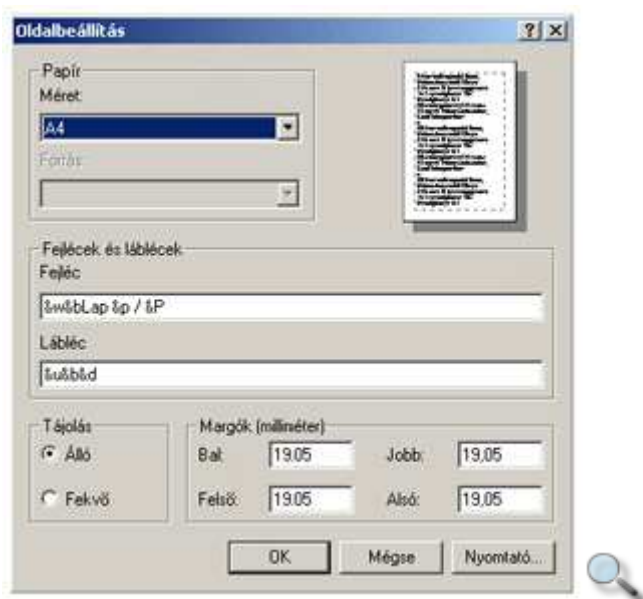 Oldalbeállítás
Papír
Méret
A4
Forrás
Fejlécek és láblécek
Fejléc
&w&bLap &p / &P
Lábléc
&u&b&d
Tájolás
Álló
Fekvő
Margók (milliméter)
Bal: 19.05 Jobb: 19,05
Felső: 19.05 Alsó: 19,05
OK Mégse Nyomtató...